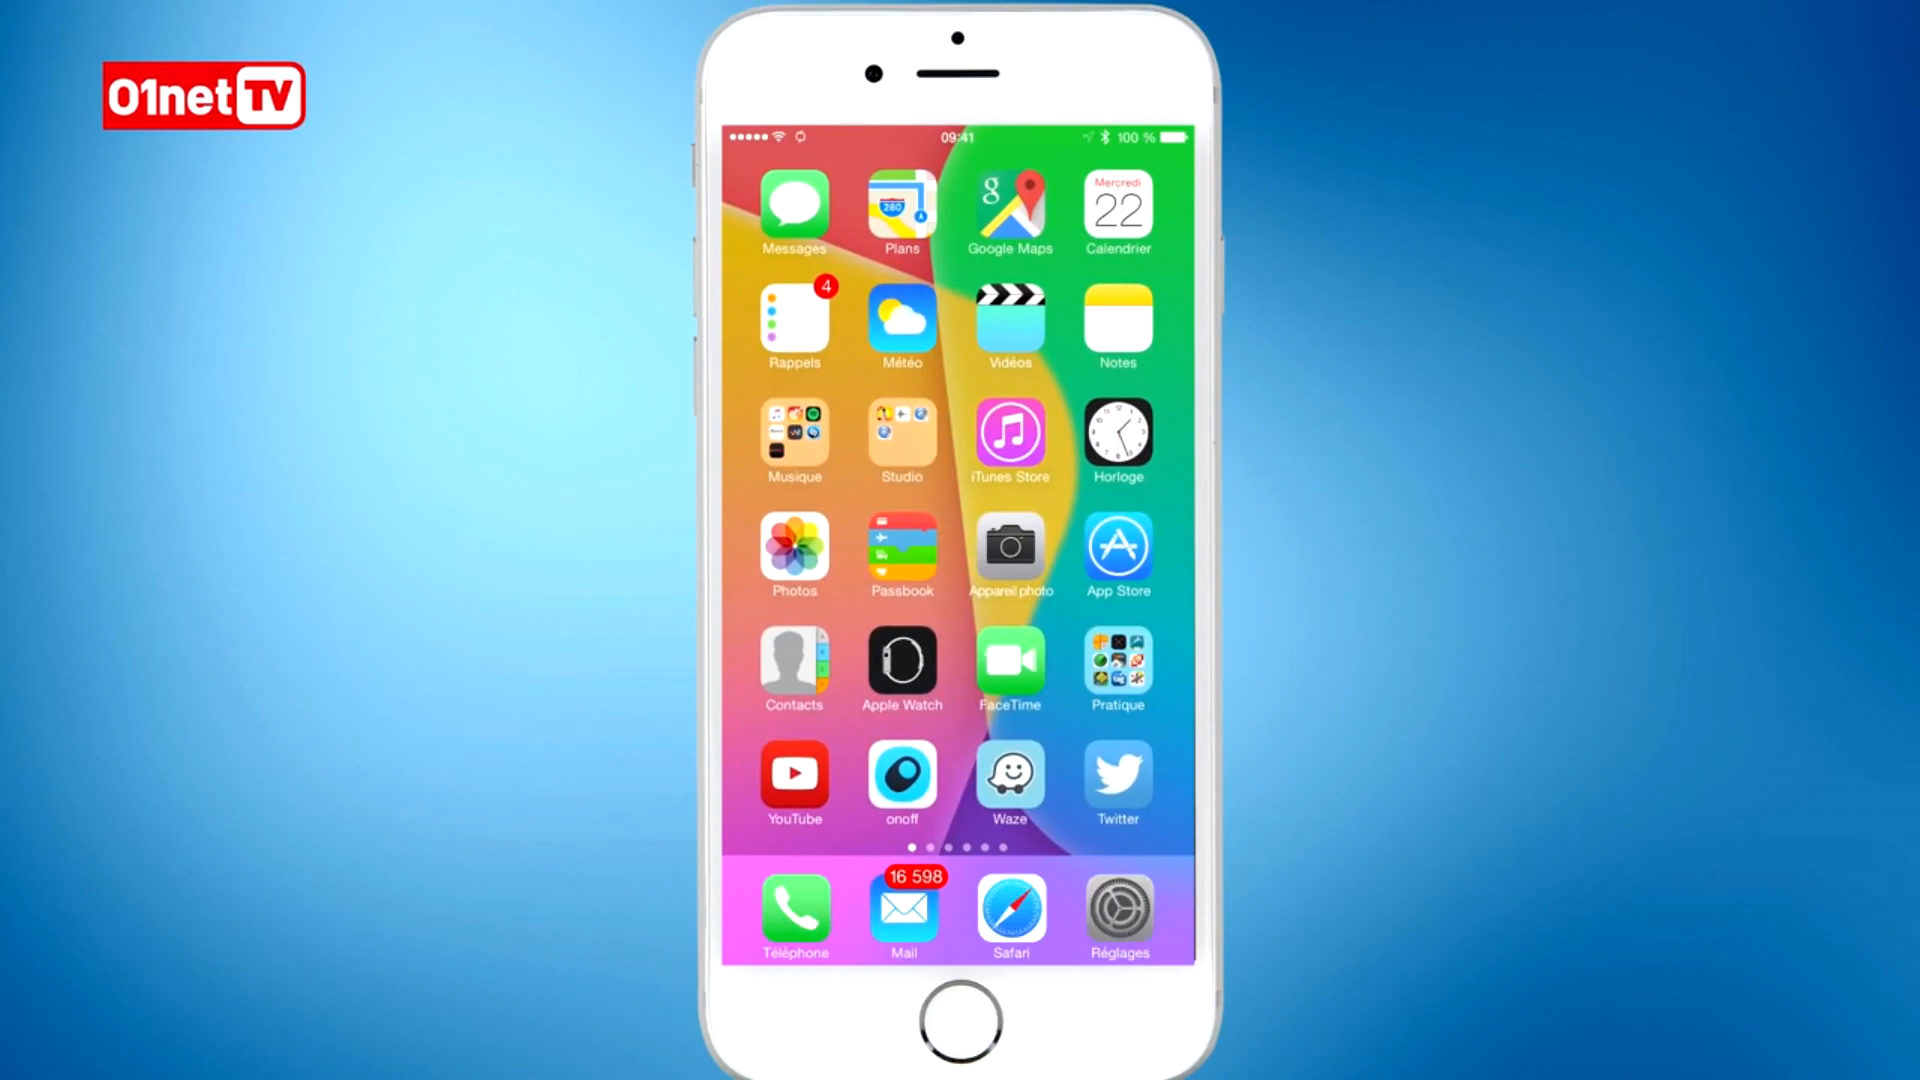 01net TV
09:41
100 %
Mercredi
22
280
g
Messages
Plans
Google Maps
Calendrier
4
Rappels
Météo
Vidéos
Notes
Musique
Studio
iTunes Store
Horloge
Photos
Passbook
Appareil photo
App Store
Contacts
Apple Watch
FaceTime
Pratique
YouTube
onoff
Waze
Twitter
16 598
Téléphone
Mail
Safari
Réglages